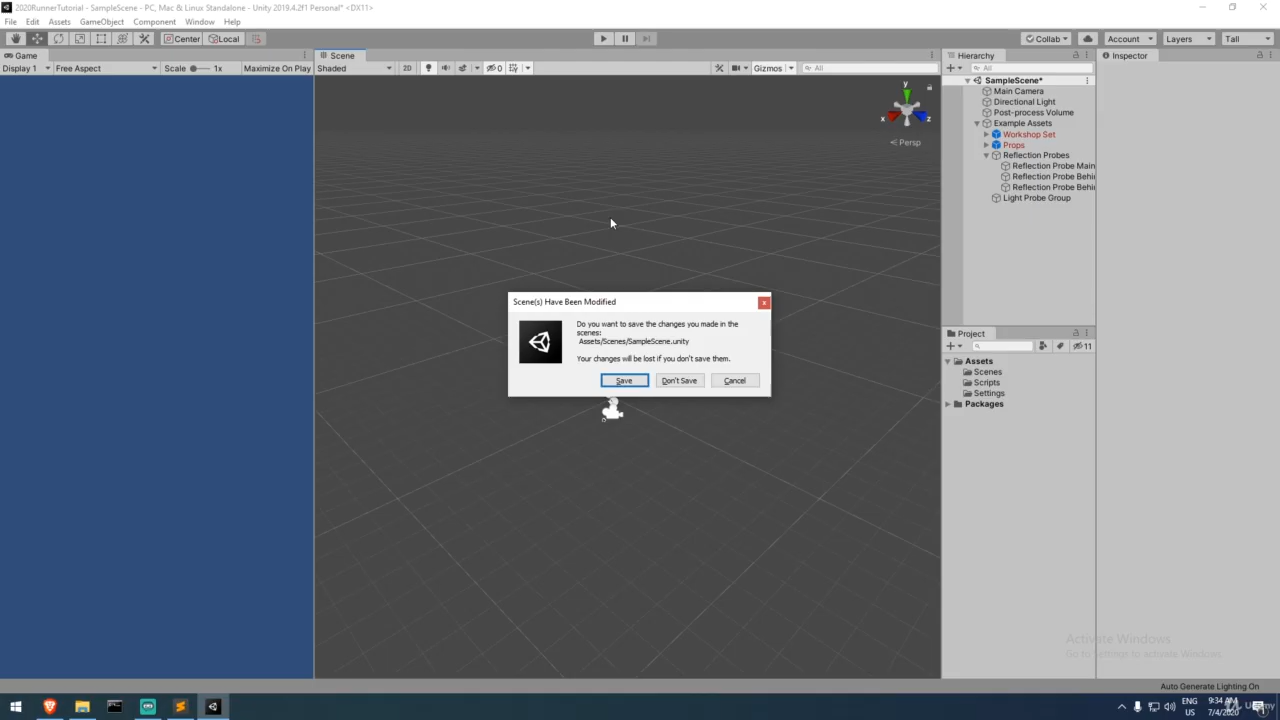 2020RunnerTutorial - SampleScene - PC, Mac & Linux Standalone - Unity 2019.4.2f1 Personal* <DX11>
File Edit Assets GameObject Component Window Help
Center Local Collab Account Layers Tall
Game Scene Hierarchy Inspector
Display 1 Free Aspect Scale 1x Maximize On Play Shaded 2D 0 Gizmos All All
SampleScene*
Main Camera
Directional Light
Post-process Volume
Example Assets
Workshop Set
Props
Reflection Probes
Reflection Probe Main
Reflection Probe Behi
Reflection Probe Behi
Light Probe Group
y
x z
Persp
Scene(s) Have Been Modified x
Do you want to save the changes you made in the
scenes:
Assets/Scenes/SampleScene.unity
Your changes will be lost if you don't save them.
Save Don't Save Cancel
Project
11
Assets
Scenes
Scripts
Settings
Packages
Activate Windows
Go to Settings to activate Windows.
Auto Generate Lighting On
ENG
US
9:34 AM
7/4/2020
Udemy